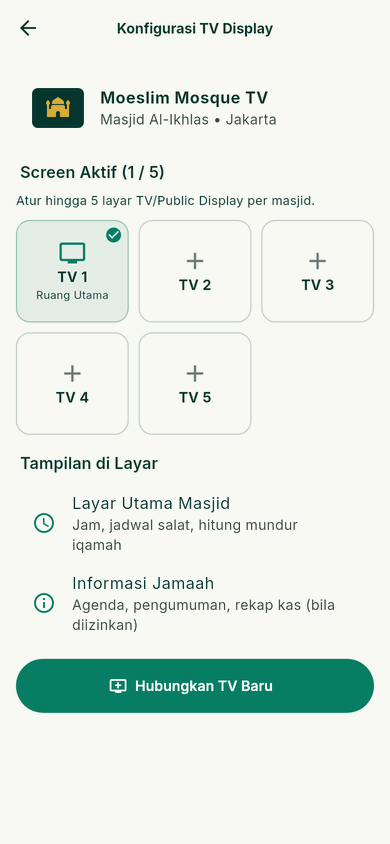 Konfigurasi TV Display
Moeslim Mosque TV
Masjid Al-Ikhlas • Jakarta
Screen Aktif (1 / 5)
Atur hingga 5 layar TV/Public Display per masjid.
TV 1
Ruang Utama
TV 2
TV 3
TV 4
TV 5
Tampilan di Layar
Layar Utama Masjid
Jam, jadwal salat, hitung mundur
iqamah
Informasi Jamaah
Agenda, pengumuman, rekap kas (bila
diizinkan)
Hubungkan TV Baru